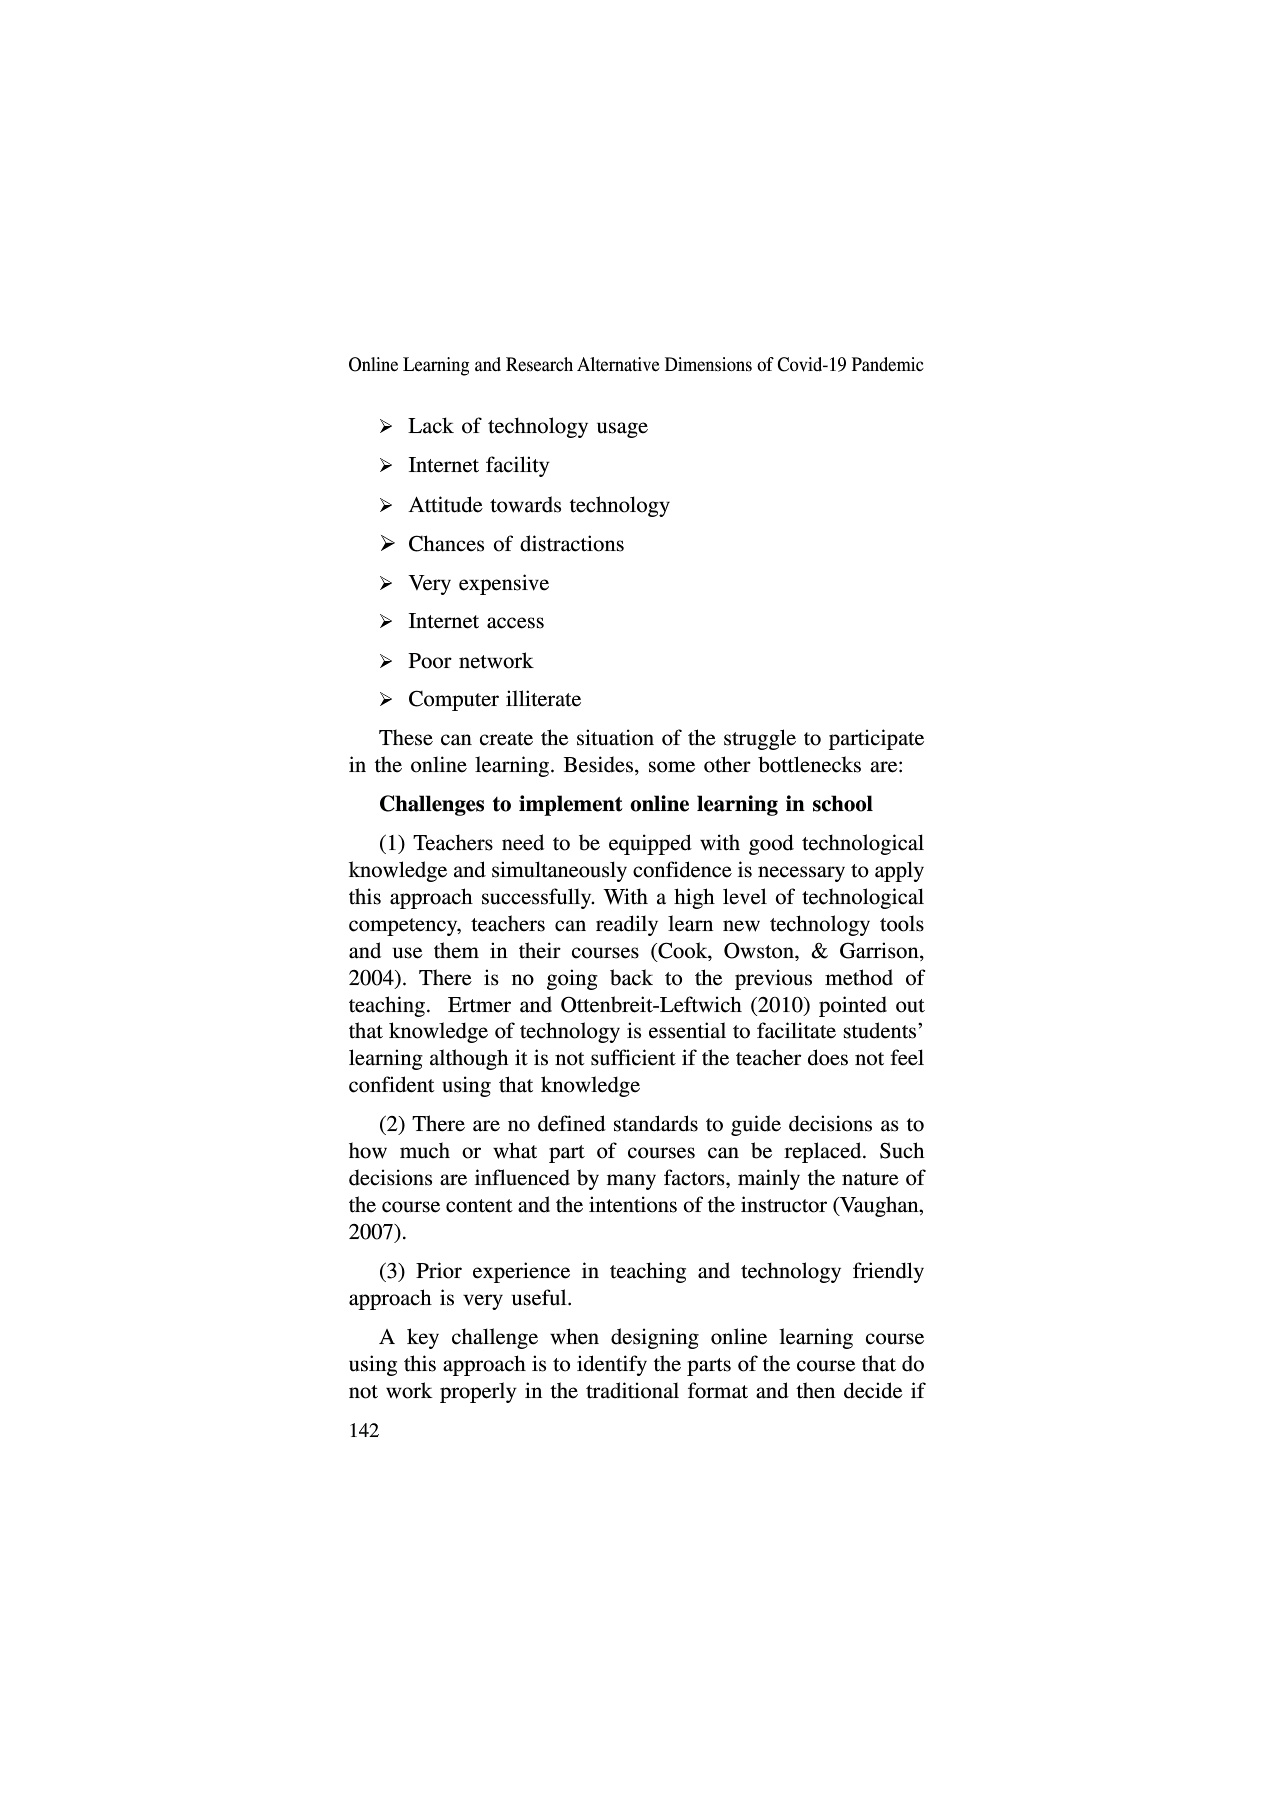 Online Learning and Research Alternative Dimensions of Covid-19 Pandemic
➢ Lack of technology usage
➢ Internet facility
➢ Attitude towards technology
➢ Chances of distractions
➢ Very expensive
➢ Internet access
➢ Poor network
➢ Computer illiterate
These can create the situation of the struggle to participate
in the online learning. Besides, some other bottlenecks are:
Challenges to implement online learning in school
(1) Teachers need to be equipped with good technological
knowledge and simultaneously confidence is necessary to apply
this approach successfully. With a high level of technological
competency, teachers can readily learn new technology tools
and use them in their courses (Cook, Owston, & Garrison,
2004). There is no going back to the previous method of
teaching. Ertmer and Ottenbreit-Leftwich (2010) pointed out
that knowledge of technology is essential to facilitate students’
learning although it is not sufficient if the teacher does not feel
confident using that knowledge
(2) There are no defined standards to guide decisions as to
how much or what part of courses can be replaced. Such
decisions are influenced by many factors, mainly the nature of
the course content and the intentions of the instructor (Vaughan,
2007).
(3) Prior experience in teaching and technology friendly
approach is very useful.
A key challenge when designing online learning course
using this approach is to identify the parts of the course that do
not work properly in the traditional format and then decide if
142